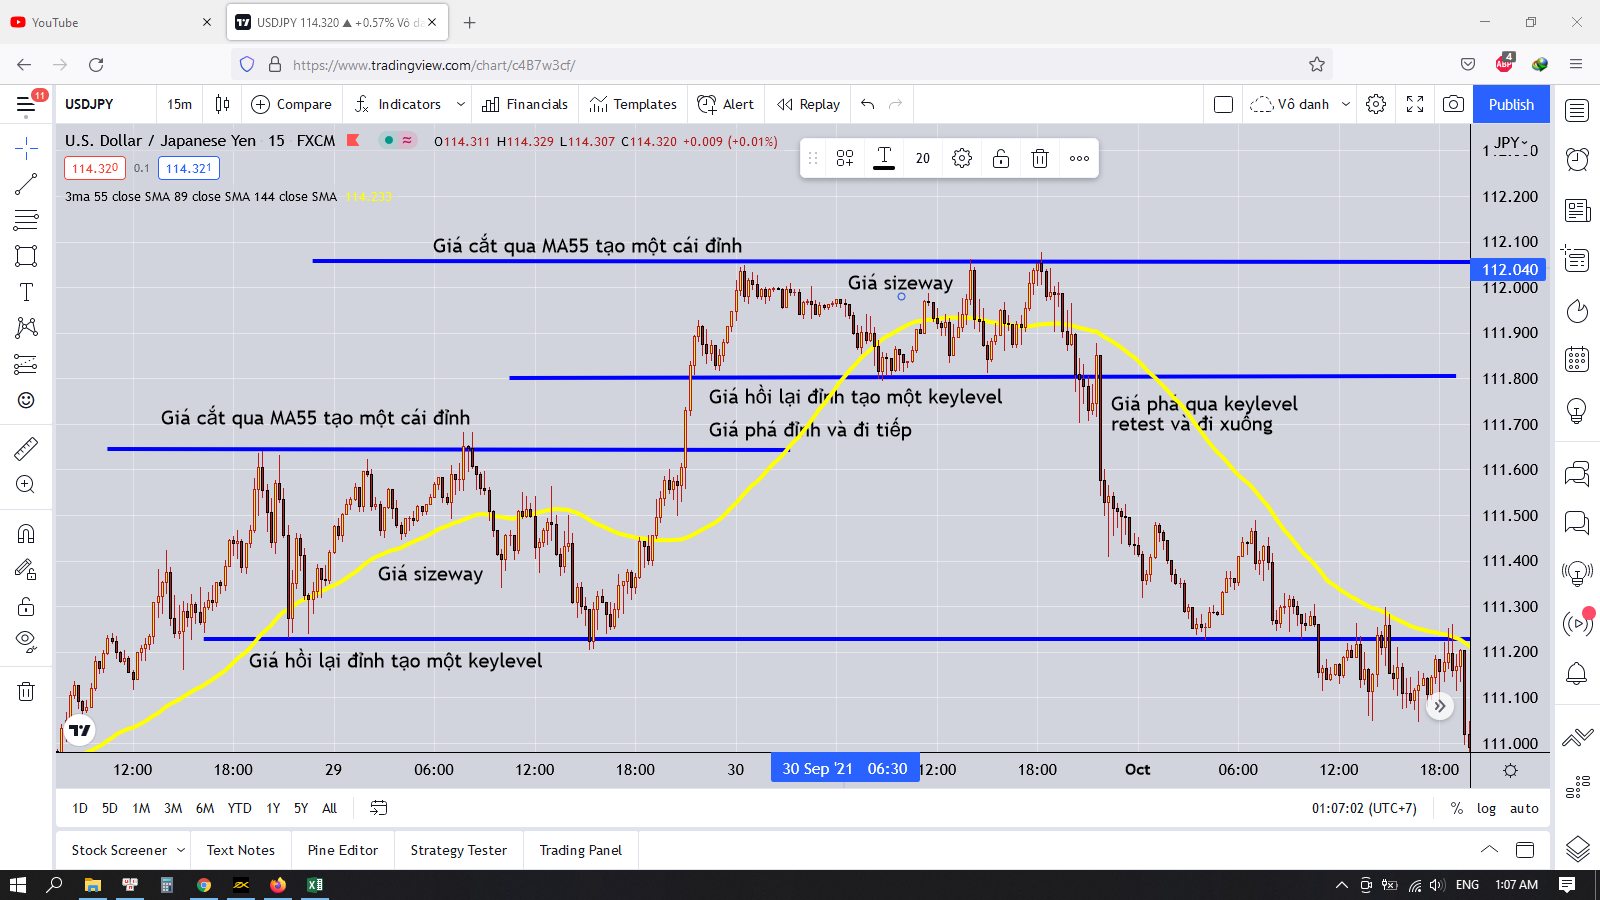 YouTube
USDJPY 114.320 ▲ +0.57% Vô da
https://www.tradingview.com/chart/c4B7w3cf/
ABP
4
11
USDJPY
15m
Compare
Indicators
Financials
Templates
Alert
Replay
Vô danh
Publish
U.S. Dollar / Japanese Yen 15 FXCM
O114.311 H114.329 L114.307 C114.320 +0.009 (+0.01%)
114.320
0.1
114.321
20
3ma 55 close SMA 89 close SMA 144 close SMA 114.233
JPY
112.200
112.100
112.040
112.000
111.900
111.800
111.700
111.600
111.500
111.400
111.300
111.200
111.100
111.000
Giá cắt qua MA55 tạo một cái đỉnh
Giá sizeway
Giá hồi lại đỉnh tạo một keylevel
Giá phá đỉnh và đi tiếp
Giá phá qua keylevel
retest và đi xuống
Giá cắt qua MA55 tạo một cái đỉnh
Giá sizeway
Giá hồi lại đỉnh tạo một keylevel
12:00
18:00
29
06:00
12:00
18:00
30
30 Sep '21 06:30
12:00
18:00
Oct
06:00
12:00
18:00
1D 5D 1M 3M 6M YTD 1Y 5Y All
01:07:02 (UTC+7)
% log auto
Stock Screener
Text Notes
Pine Editor
Strategy Tester
Trading Panel
ENG
1:07 AM